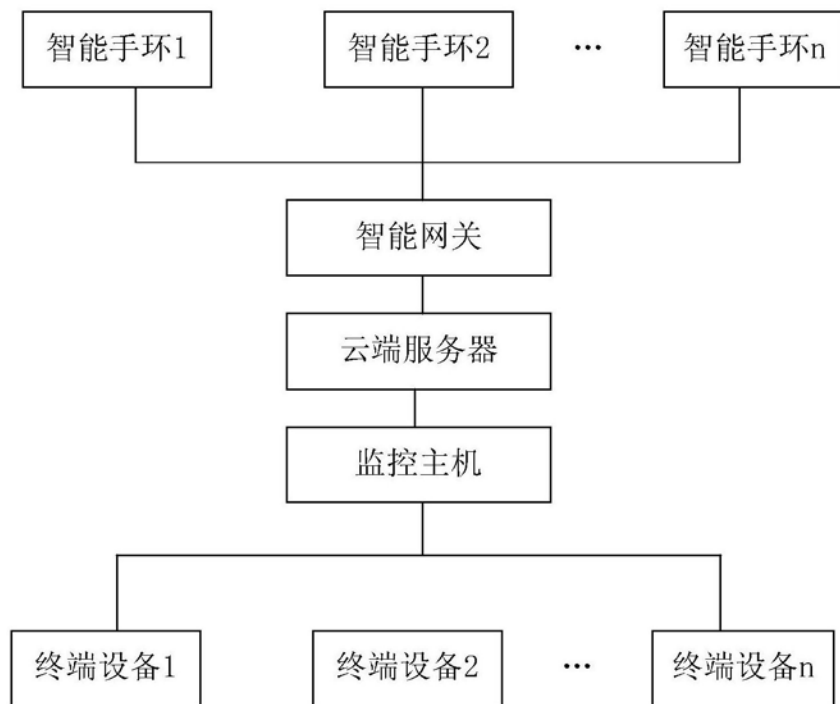 智能手环1 智能手环2 … 智能手环n
智能网关
云端服务器
监控主机
终端设备1 终端设备2 … 终端设备n